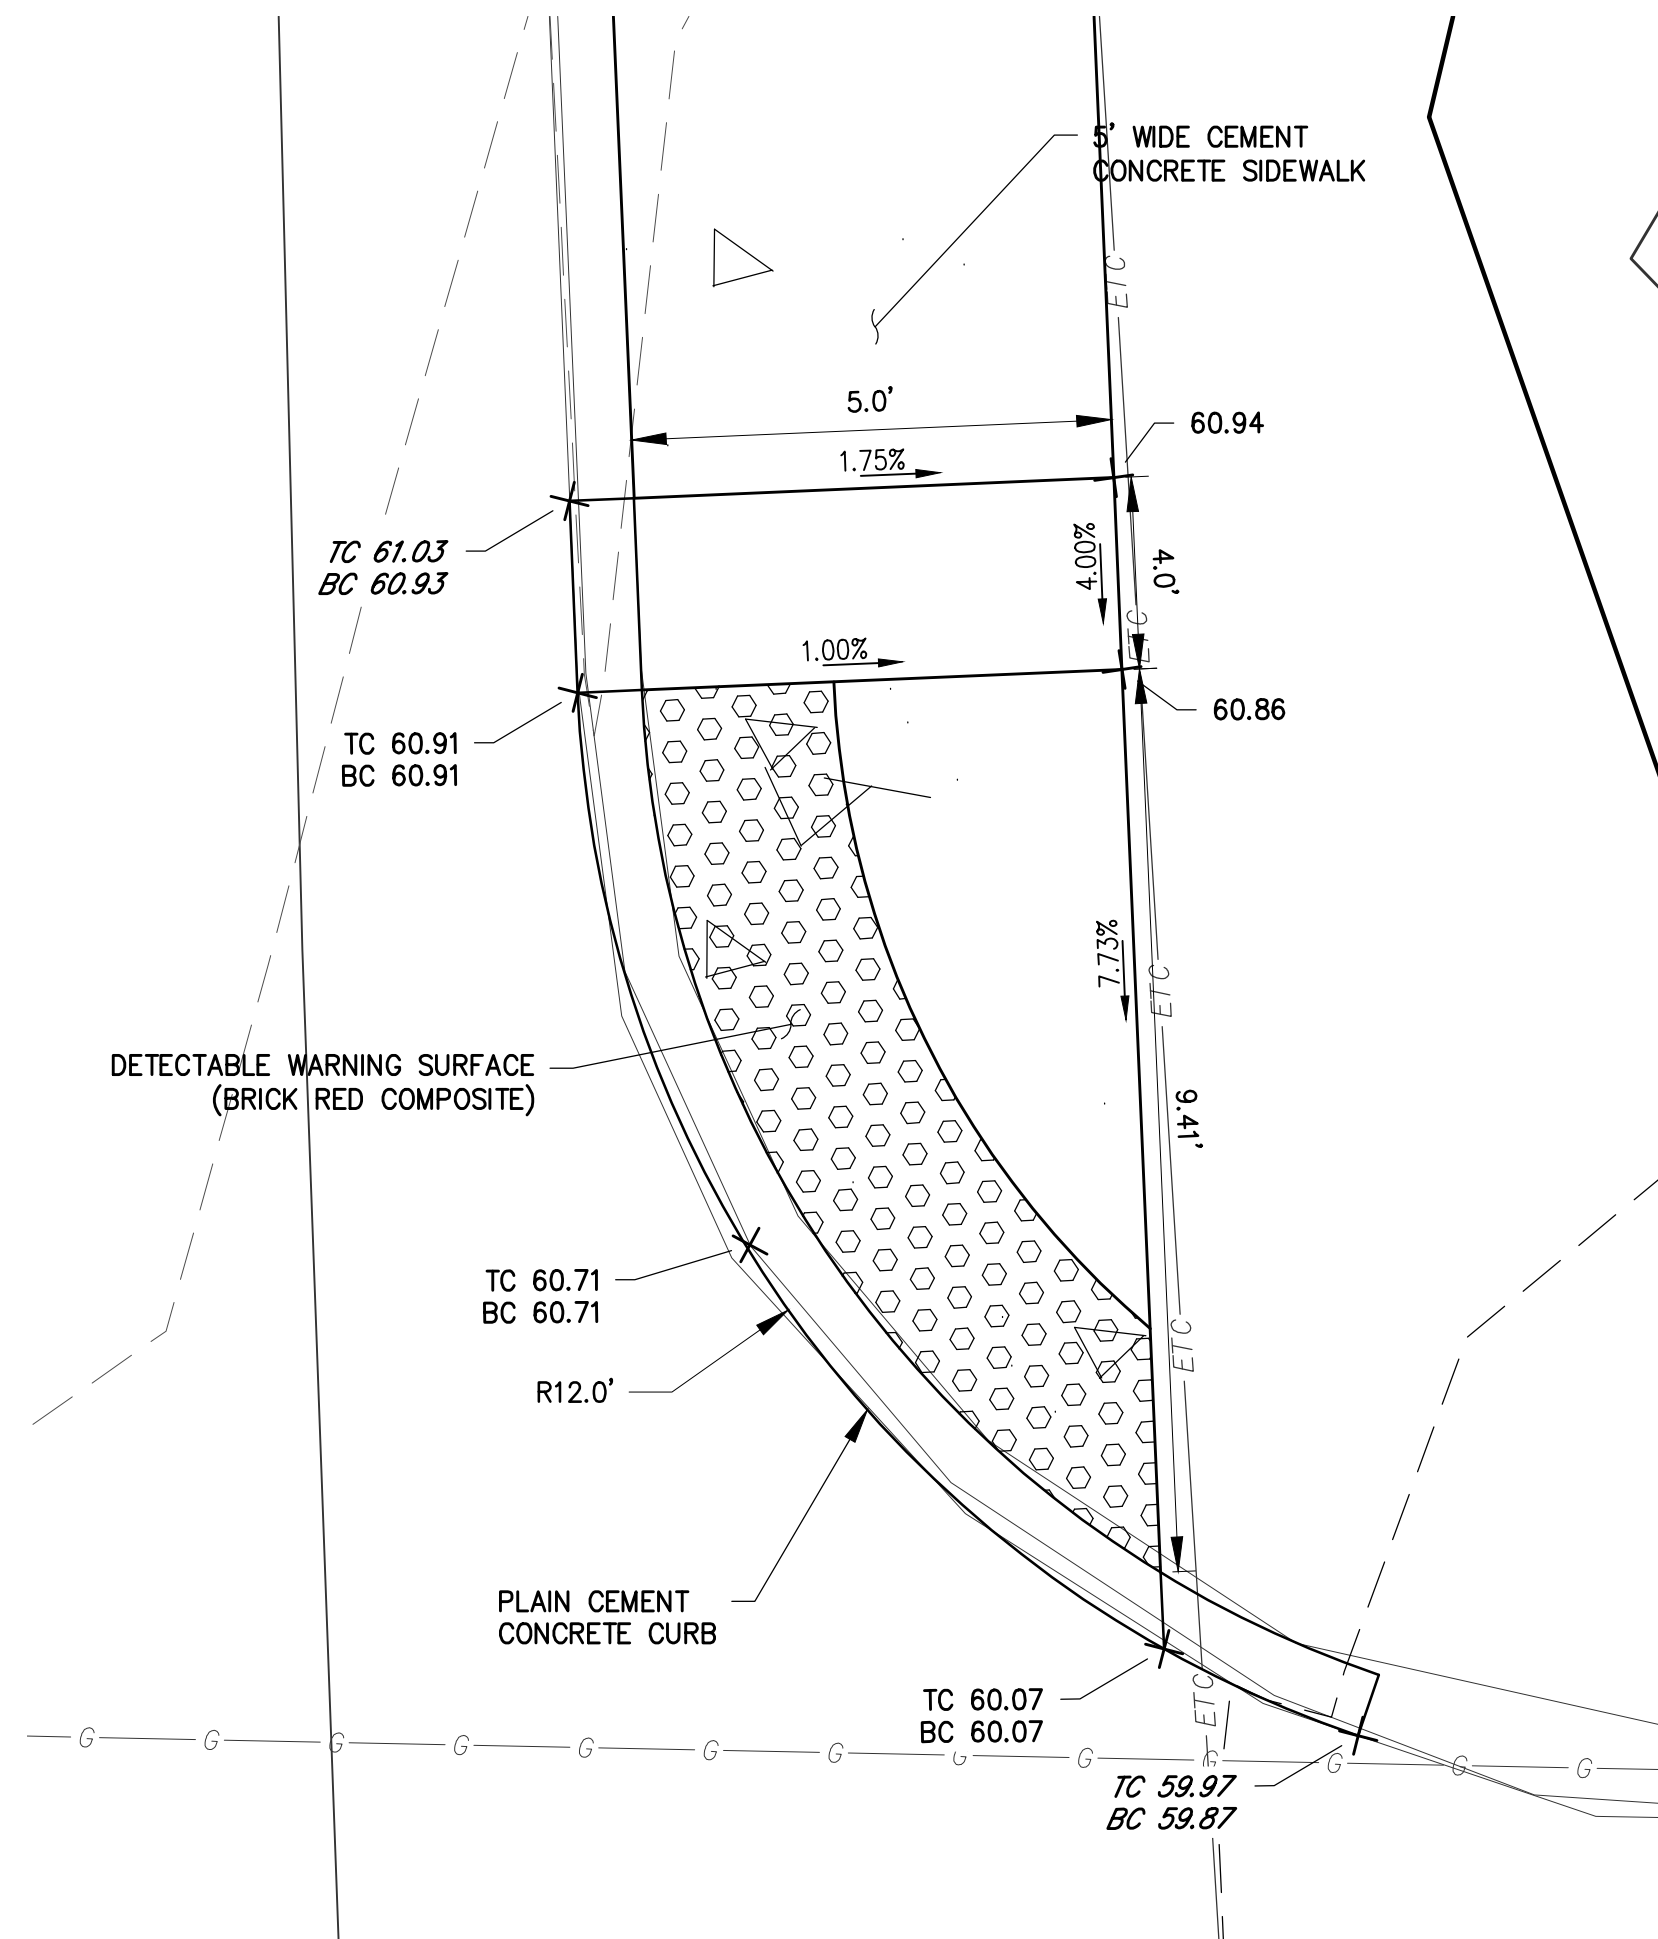 5' WIDE CEMENT
CONCRETE SIDEWALK
ETC
5.0'
60.94
1.75%
TC 61.03
BC 60.93
4.00%
4.0'
ETC
1.00%
60.86
TC 60.91
BC 60.91
7.73%
ETC
DETECTABLE WARNING SURFACE
(BRICK RED COMPOSITE)
9.41'
TC 60.71
BC 60.71
ETC
R12.0'
PLAIN CEMENT
CONCRETE CURB
ETC
TC 60.07
BC 60.07
G G G G G G G G G G G G G
TC 59.97
BC 59.87